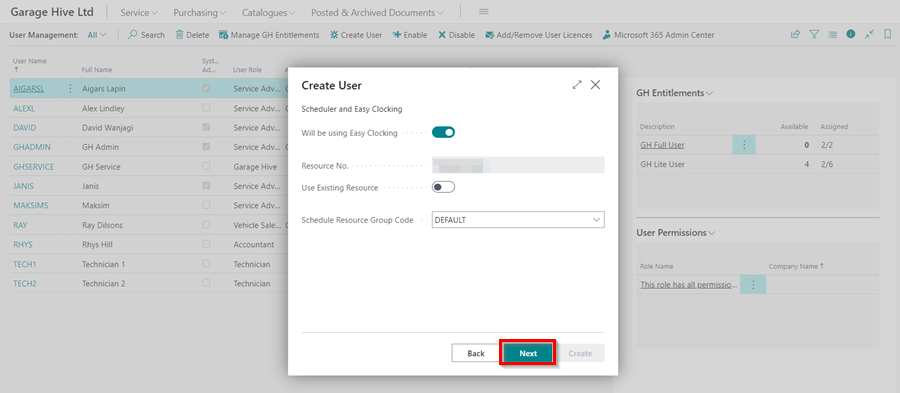 Garage Hive Ltd Service Purchasing Catalogues Posted & Archived Documents
User Management: All Search Delete Manage GH Entitlements Create User Enable Disable Add/Remove User Licences Microsoft 365 Admin Center
User Name ↑ Full Name Syst... Ad... User Role
AIGARSL Aigars Lapin Service Adv...
ALEXL Alex Lindley Service Adv...
DAVID David Wanjagi Service Adv...
GHADMIN GH Admin Service Adv...
GHSERVICE GH Service Garage Hive
JANIS Janis Service Adv...
MAKSIMS Maksim Service Adv...
RAY Ray Dilsons Vehicle Sale...
RHYS Rhys Hill Accountant
TECH1 Technician 1 Technician
TECH2 Technician 2 Technician
Create User
Scheduler and Easy Clocking
Will be using Easy Clocking
Resource No.
Use Existing Resource
Schedule Resource Group Code DEFAULT
Back Next Create
GH Entitlements
Description Available Assigned
GH Full User 0 2/2
GH Lite User 4 2/6
User Permissions
Role Name Company Name ↑
This role has all permissio...